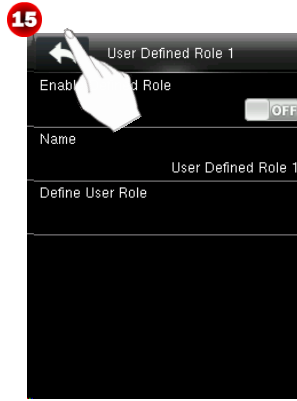 15
User Defined Role 1
Enabl d Role
OFF
Name
User Defined Role 1
Define User Role